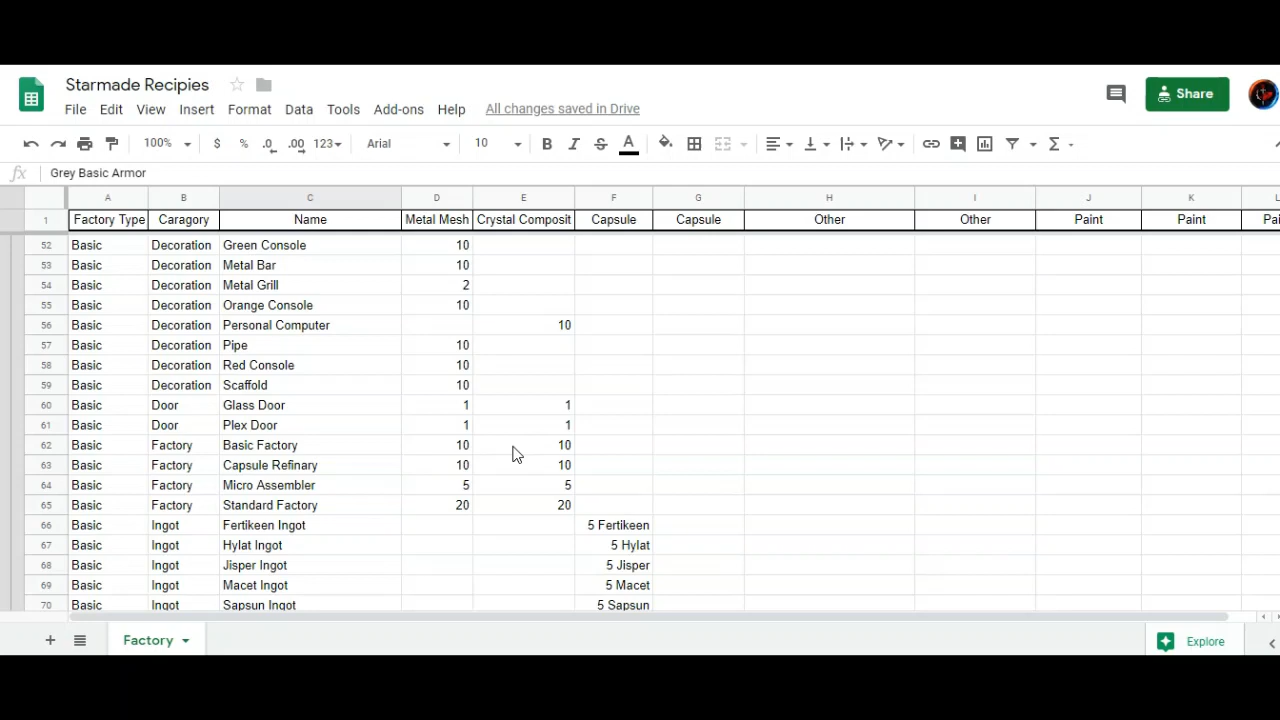 Starmade Recipies
File Edit View Insert Format Data Tools Add-ons Help All changes saved in Drive
Share
100% $ % .0 .00 123 Arial 10 B I S A Σ
fx Grey Basic Armor
A B C D E F G H I J K L
1 Factory Type Caragory Name Metal Mesh Crystal Composit Capsule Capsule Other Other Paint Paint Pai
52 Basic Decoration Green Console 10
53 Basic Decoration Metal Bar 10
54 Basic Decoration Metal Grill 2
55 Basic Decoration Orange Console 10
56 Basic Decoration Personal Computer 10
57 Basic Decoration Pipe 10
58 Basic Decoration Red Console 10
59 Basic Decoration Scaffold 10
60 Basic Door Glass Door 1 1
61 Basic Door Plex Door 1 1
62 Basic Factory Basic Factory 10 10
63 Basic Factory Capsule Refinary 10 10
64 Basic Factory Micro Assembler 5 5
65 Basic Factory Standard Factory 20 20
66 Basic Ingot Fertikeen Ingot 5 Fertikeen
67 Basic Ingot Hylat Ingot 5 Hylat
68 Basic Ingot Jisper Ingot 5 Jisper
69 Basic Ingot Macet Ingot 5 Macet
70 Basic Ingot Sapsun Ingot 5 Sapsun
+ Factory Explore